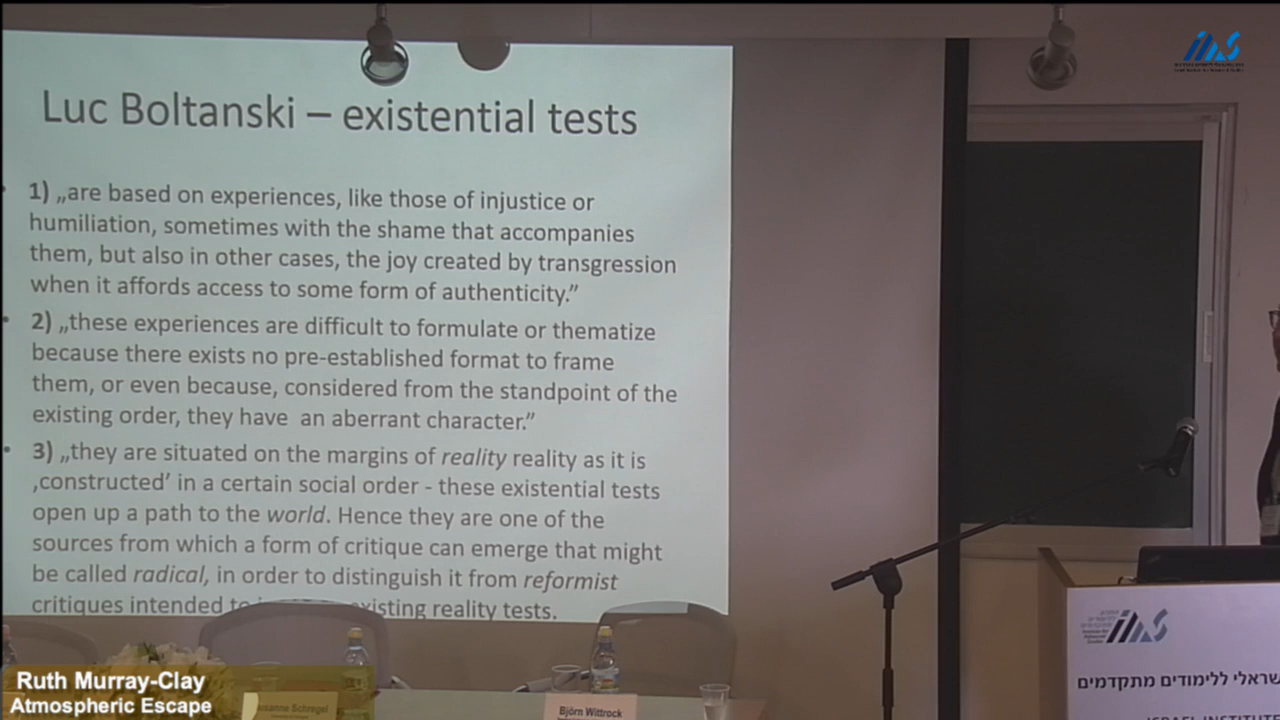 Luc Boltanski – existential tests
1) „are based on experiences, like those of injustice or
humiliation, sometimes with the shame that accompanies
them, but also in other cases, the joy created by transgression
when it affords access to some form of authenticity.”
2) „these experiences are difficult to formulate or thematize
because there exists no pre-established format to frame
them, or even because, considered from the standpoint of the
existing order, they have an aberrant character.”
3) „they are situated on the margins of reality reality as it is
‚constructed’ in a certain social order - these existential tests
open up a path to the world. Hence they are one of the
sources from which a form of critique can emerge that might
be called radical, in order to distinguish it from reformist
critiques intended existing reality tests.
Ruth Murray-Clay
Atmospheric Escape
Schregel
Björn Wittrock
ias
ias
ללימודים מתקדמים
ISRAEL INSTITUTE